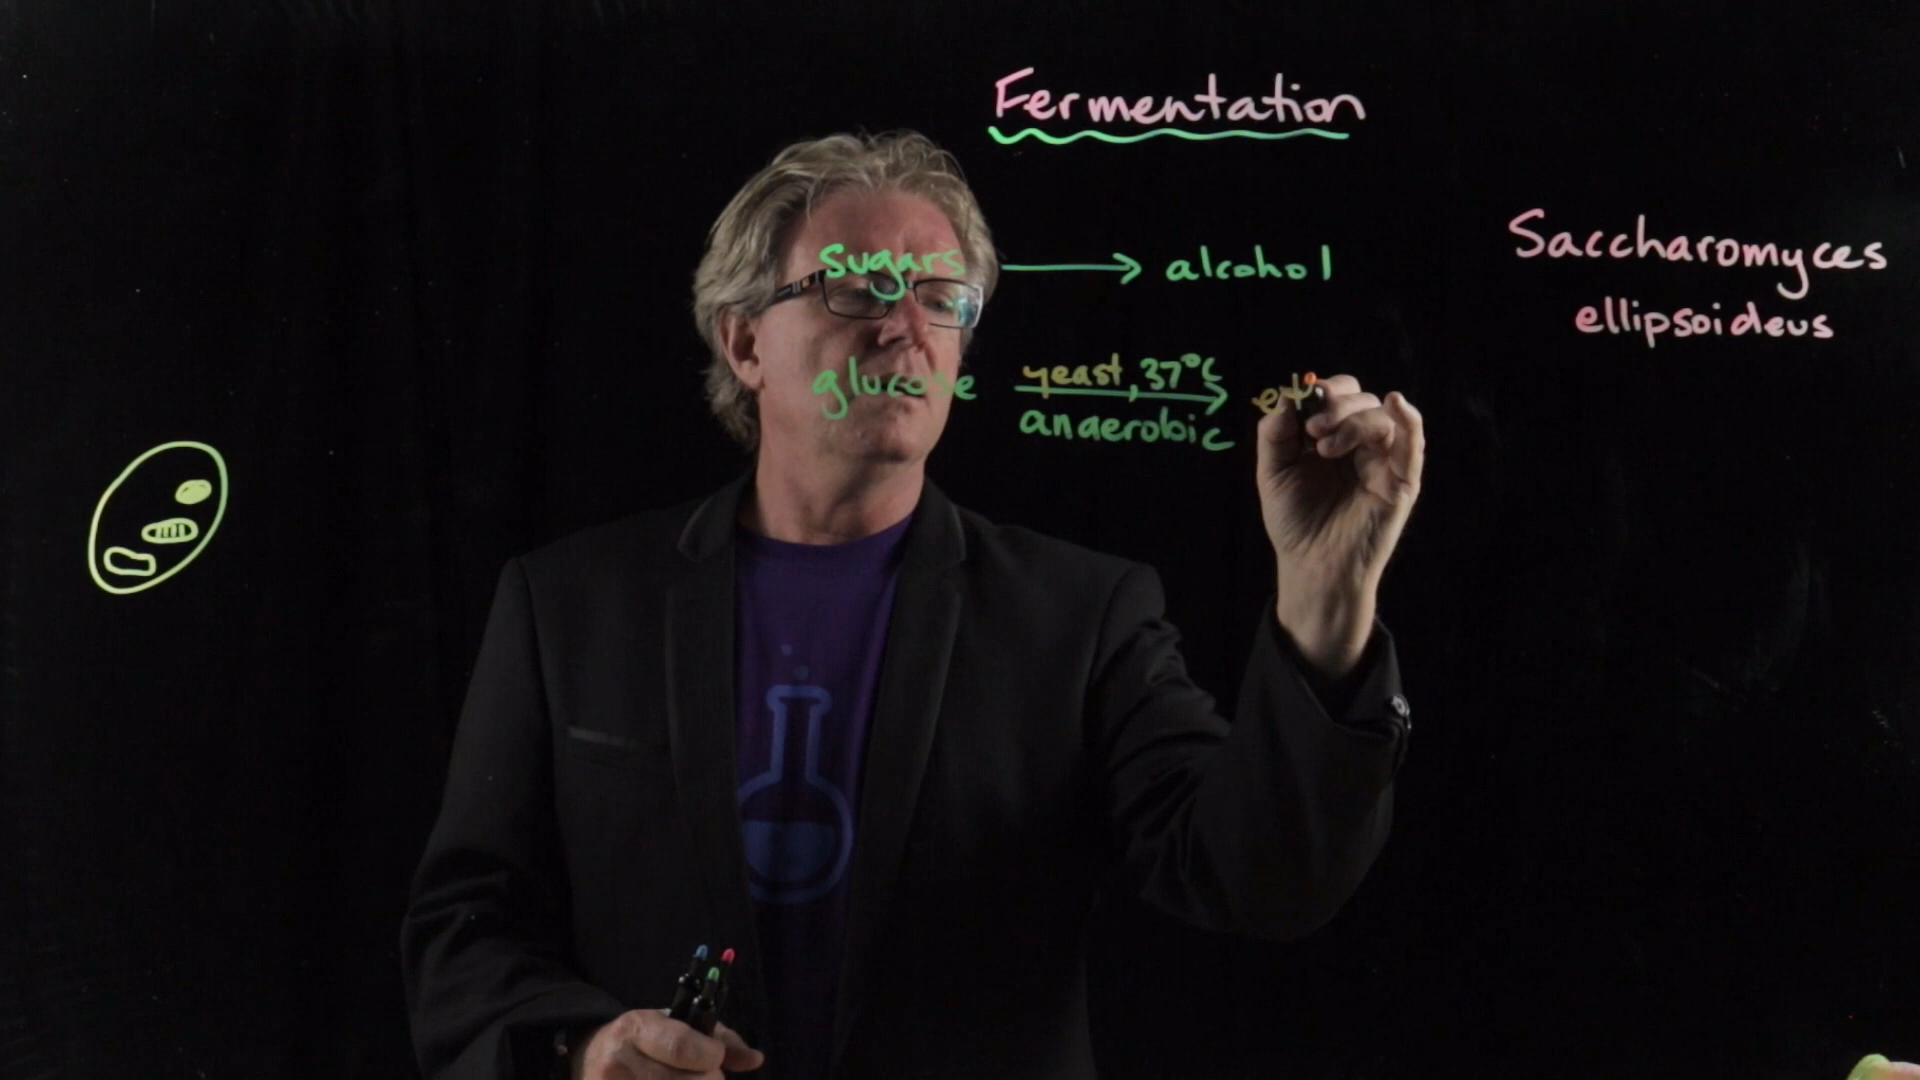 Fermentation
sugars → alcohol
Saccharomyces
ellipsoideus
glucose yeast, 37°C
anaerobic